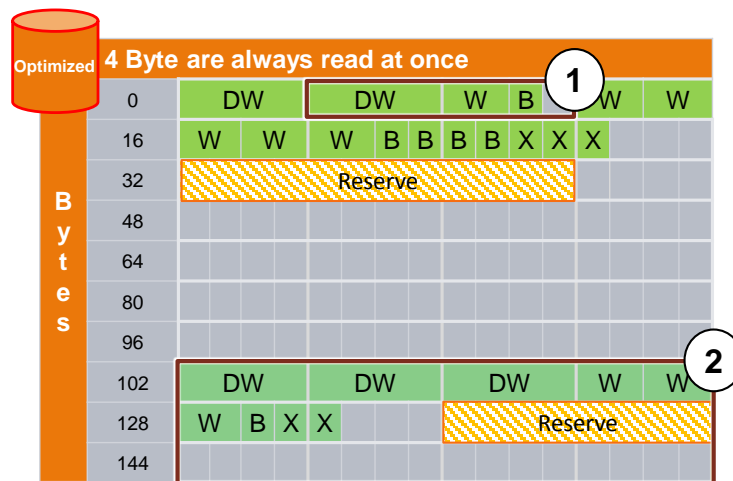 Optimized
4 Byte are always read at once
1
0 DW DW W B W W
16 W W W B B B B X X X
32 Reserve
48
64
80
96
2
102 DW DW DW W W
128 W B X X Reserve
144
Bytes